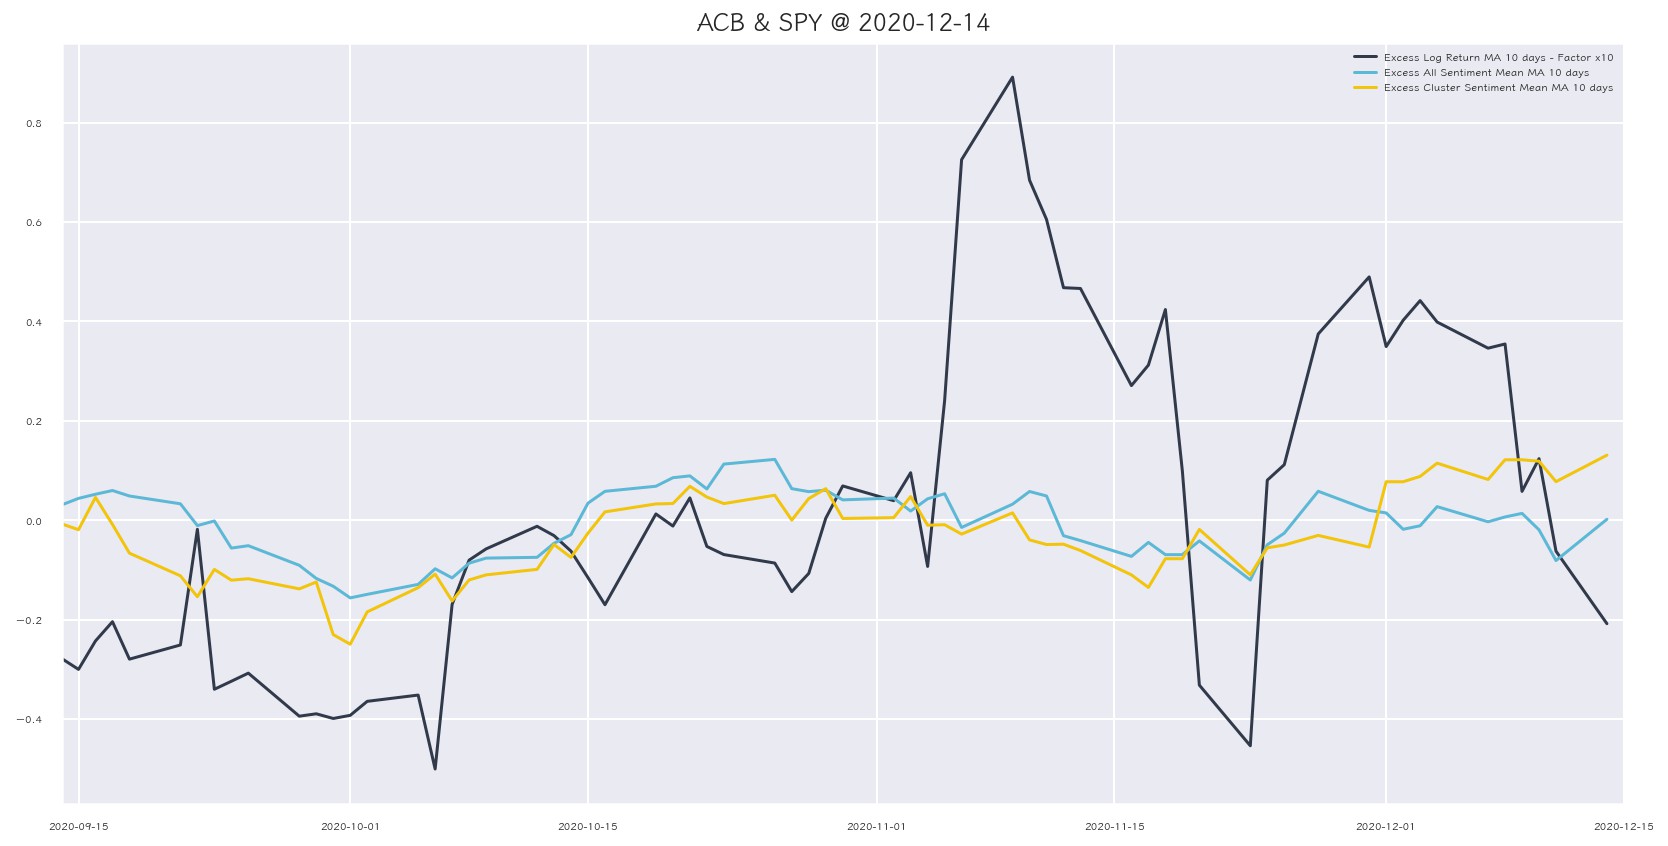 ACB & SPY @ 2020-12-14
Excess Log Return MA 10 days - Factor x10
Excess All Sentiment Mean MA 10 days
Excess Cluster Sentiment Mean MA 10 days
0.8
0.6
0.4
0.2
0.0
−0.2
−0.4
2020-09-15 2020-10-01 2020-10-15 2020-11-01 2020-11-15 2020-12-01 2020-12-15